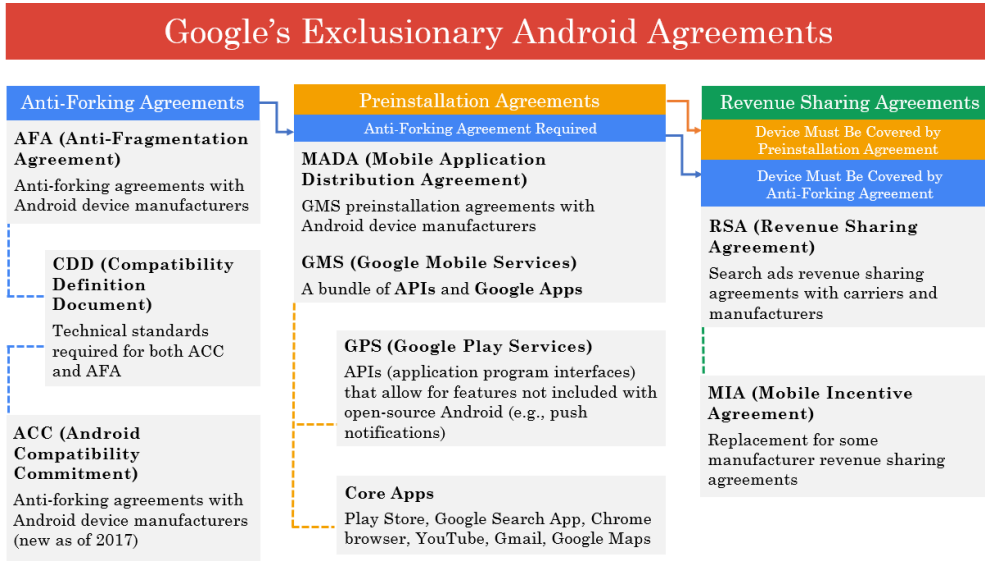 Google's Exclusionary Android Agreements
Anti-Forking Agreements
AFA (Anti-Fragmentation
Agreement)
Anti-forking agreements with
Android device manufacturers
CDD (Compatibility
Definition
Document)
Technical standards
required for both ACC
and AFA
ACC (Android
Compatibility
Commitment)
Anti-forking agreements with
Android device manufacturers
(new as of 2017)
Preinstallation Agreements
Anti-Forking Agreement Required
MADA (Mobile Application
Distribution Agreement)
GMS preinstallation agreements with
Android device manufacturers
GMS (Google Mobile Services)
A bundle of APIs and Google Apps
GPS (Google Play Services)
APIs (application program interfaces)
that allow for features not included with
open-source Android (e.g., push
notifications)
Core Apps
Play Store, Google Search App, Chrome
browser, YouTube, Gmail, Google Maps
Revenue Sharing Agreements
Device Must Be Covered by
Preinstallation Agreement
Device Must Be Covered by
Anti-Forking Agreement
RSA (Revenue Sharing
Agreement)
Search ads revenue sharing
agreements with carriers and
manufacturers
MIA (Mobile Incentive
Agreement)
Replacement for some
manufacturer revenue sharing
agreements